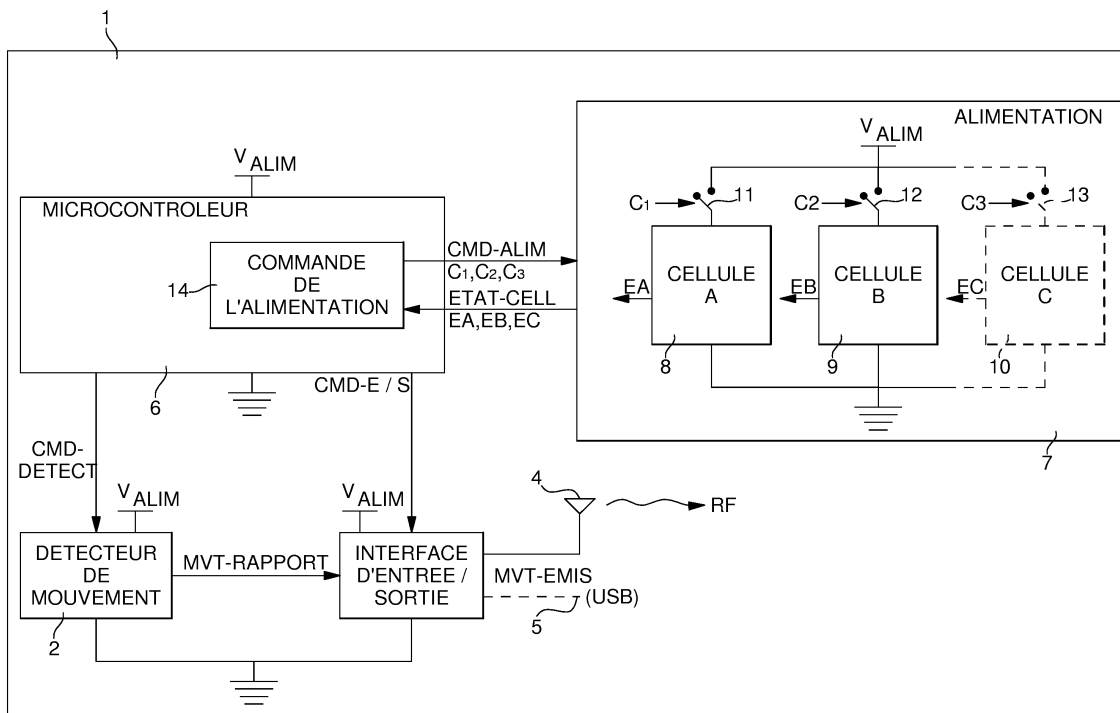 1
ALIMENTATION
V ALIM
V ALIM
C1
11
C2
12
C3
13
MICROCONTROLEUR
COMMANDE
DE
L'ALIMENTATION
14
CMD-ALIM
C1,C2,C3
ETAT-CELL
EA,EB,EC
EA
CELLULE
A
EB
CELLULE
B
EC
CELLULE
C
8
9
10
6
CMD-E / S
7
CMD-
DETECT
V ALIM
V ALIM
4
RF
DETECTEUR
DE
MOUVEMENT
MVT-RAPPORT
INTERFACE
D'ENTREE /
SORTIE
MVT-EMIS
(USB)
5
2